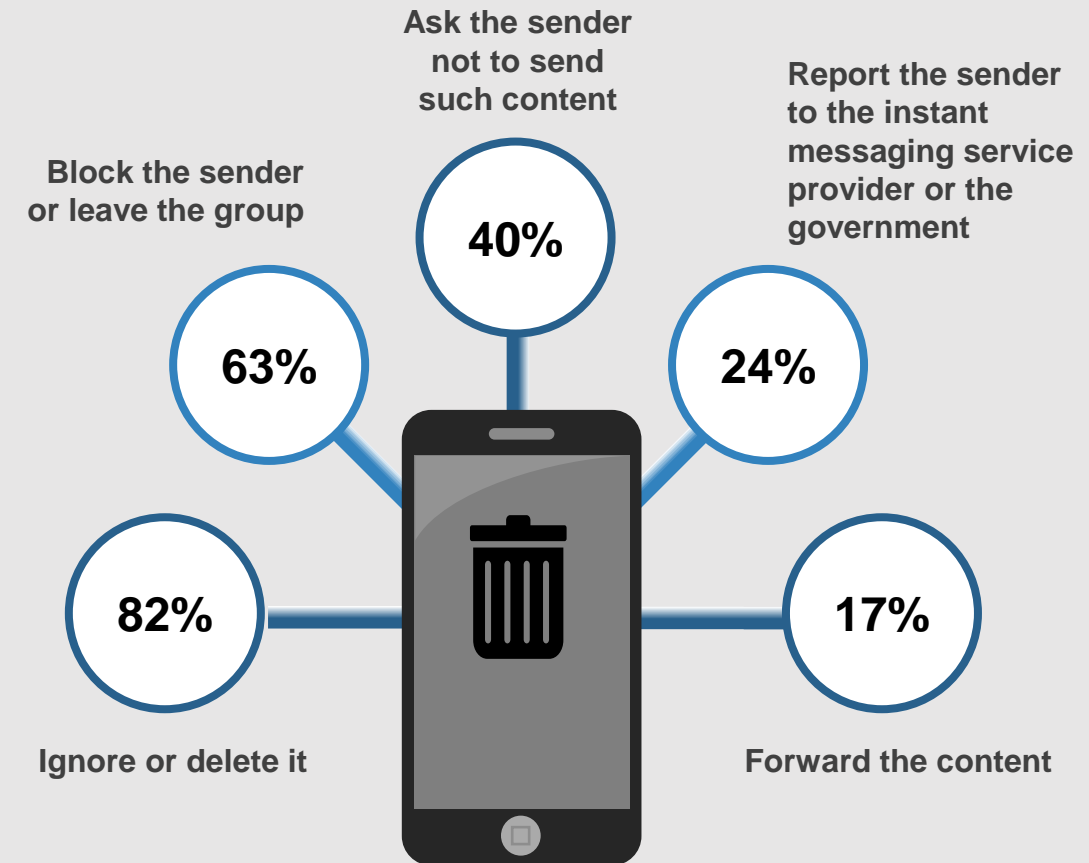 Ask the sender
not to send
such content
40%
Report the sender
to the instant
messaging service
provider or the
government
24%
Block the sender
or leave the group
63%
82%
Ignore or delete it
17%
Forward the content